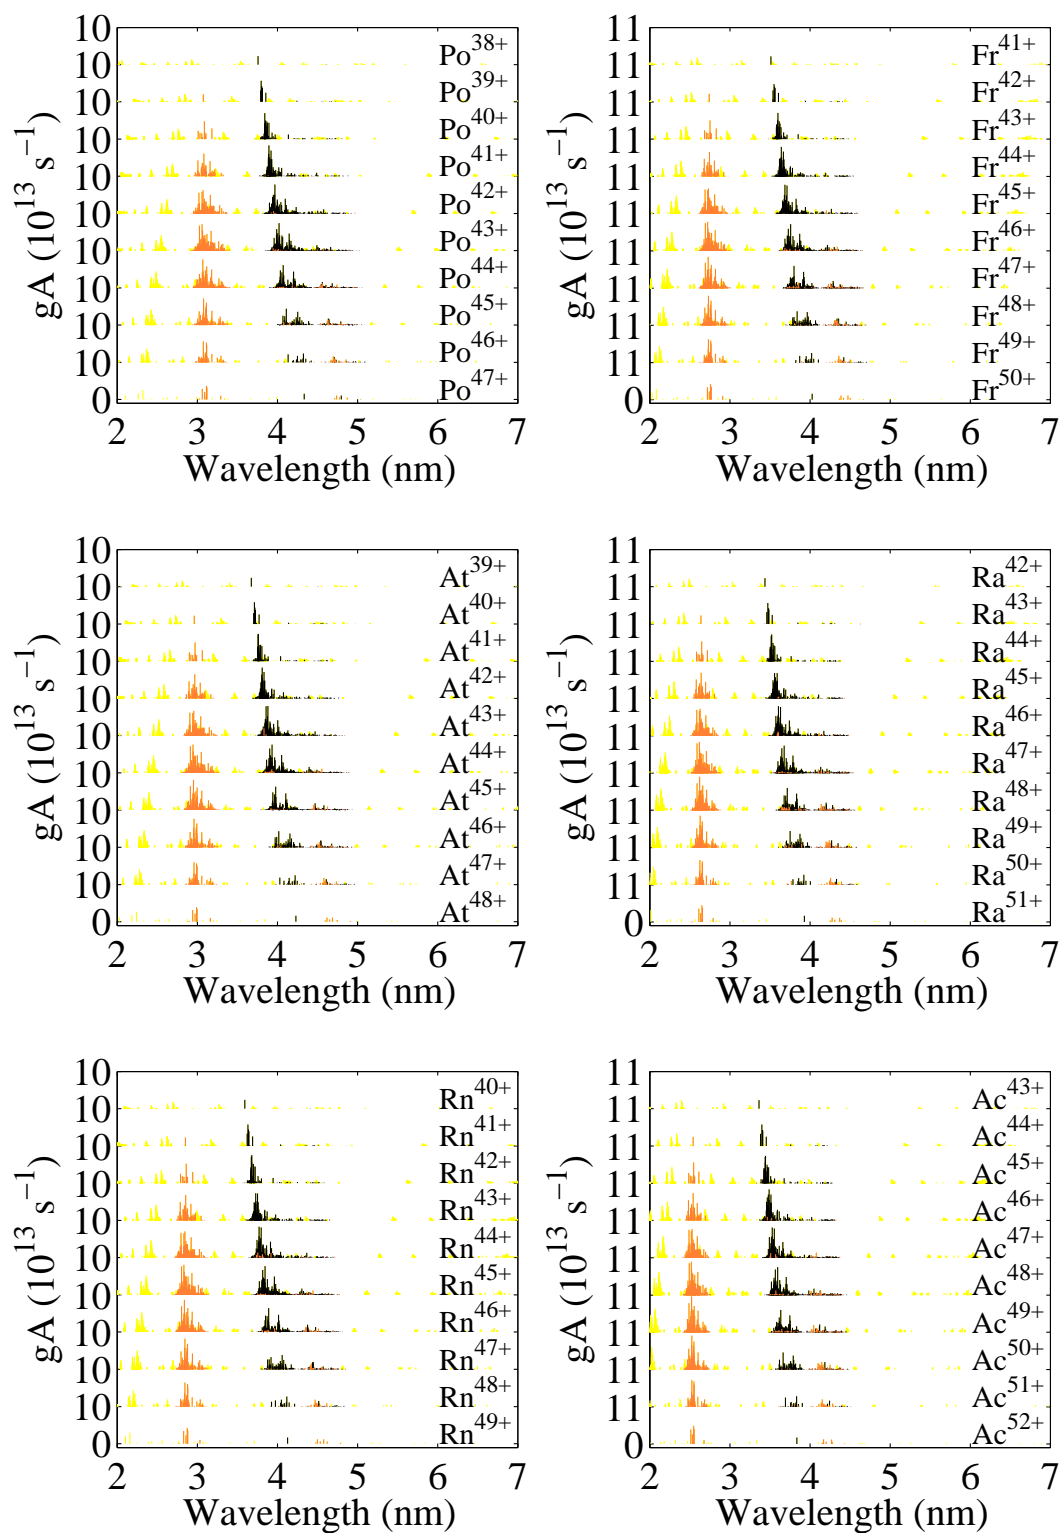 10
10 Po38+
10 Po39+
10 Po40+
10 Po41+
10 Po42+
10 Po43+
10 Po44+
10 Po45+
10 Po46+
0 Po47+
2 3 4 5 6 7
Wavelength (nm)
gA (10^13 s^−1)
11
11 Fr41+
11 Fr42+
11 Fr43+
11 Fr44+
11 Fr45+
11 Fr46+
11 Fr47+
11 Fr48+
11 Fr49+
0 Fr50+
2 3 4 5 6 7
Wavelength (nm)
gA (10^13 s^−1)
10
10 At39+
10 At40+
10 At41+
10 At42+
10 At43+
10 At44+
10 At45+
10 At46+
10 At47+
0 At48+
2 3 4 5 6 7
Wavelength (nm)
gA (10^13 s^−1)
11
11 Ra42+
11 Ra43+
11 Ra44+
11 Ra45+
11 Ra46+
11 Ra47+
11 Ra48+
11 Ra49+
11 Ra50+
0 Ra51+
2 3 4 5 6 7
Wavelength (nm)
gA (10^13 s^−1)
10
10 Rn40+
10 Rn41+
10 Rn42+
10 Rn43+
10 Rn44+
10 Rn45+
10 Rn46+
10 Rn47+
10 Rn48+
0 Rn49+
2 3 4 5 6 7
Wavelength (nm)
gA (10^13 s^−1)
11
11 Ac43+
11 Ac44+
11 Ac45+
11 Ac46+
11 Ac47+
11 Ac48+
11 Ac49+
11 Ac50+
11 Ac51+
0 Ac52+
2 3 4 5 6 7
Wavelength (nm)
gA (10^13 s^−1)